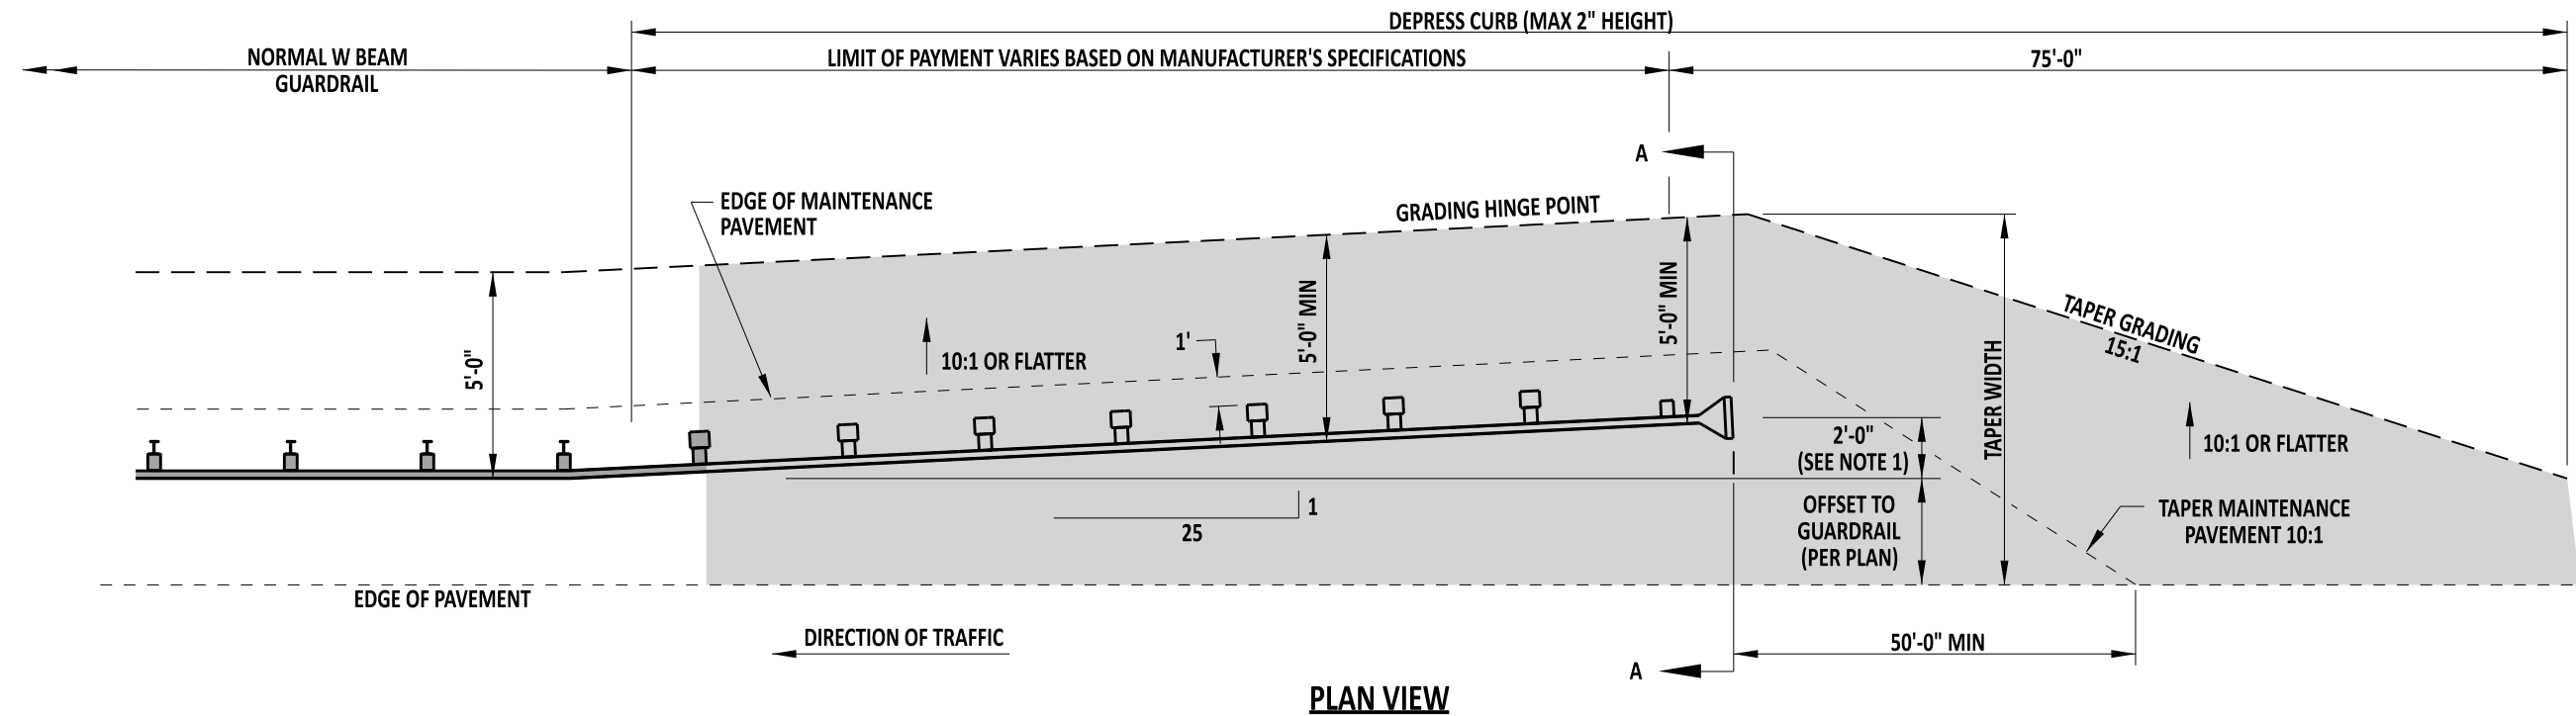 DEPRESS CURB (MAX 2" HEIGHT)
NORMAL W BEAM
GUARDRAIL
LIMIT OF PAYMENT VARIES BASED ON MANUFACTURER'S SPECIFICATIONS
75'-0"
A
EDGE OF MAINTENANCE
PAVEMENT
GRADING HINGE POINT
5'-0"
10:1 OR FLATTER
1'
5'-0" MIN
5'-0" MIN
TAPER WIDTH
TAPER GRADING
15:1
2'-0"
(SEE NOTE 1)
10:1 OR FLATTER
OFFSET TO
GUARDRAIL
(PER PLAN)
TAPER MAINTENANCE
PAVEMENT 10:1
1
25
EDGE OF PAVEMENT
DIRECTION OF TRAFFIC
50'-0" MIN
A
PLAN VIEW